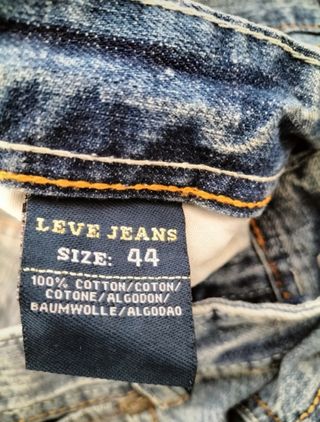 LEVE JEANS
SIZE: 44
100% COTTON/COTON/
COTONE/ALGODON/
BAUMWOLLE/ALGODAO